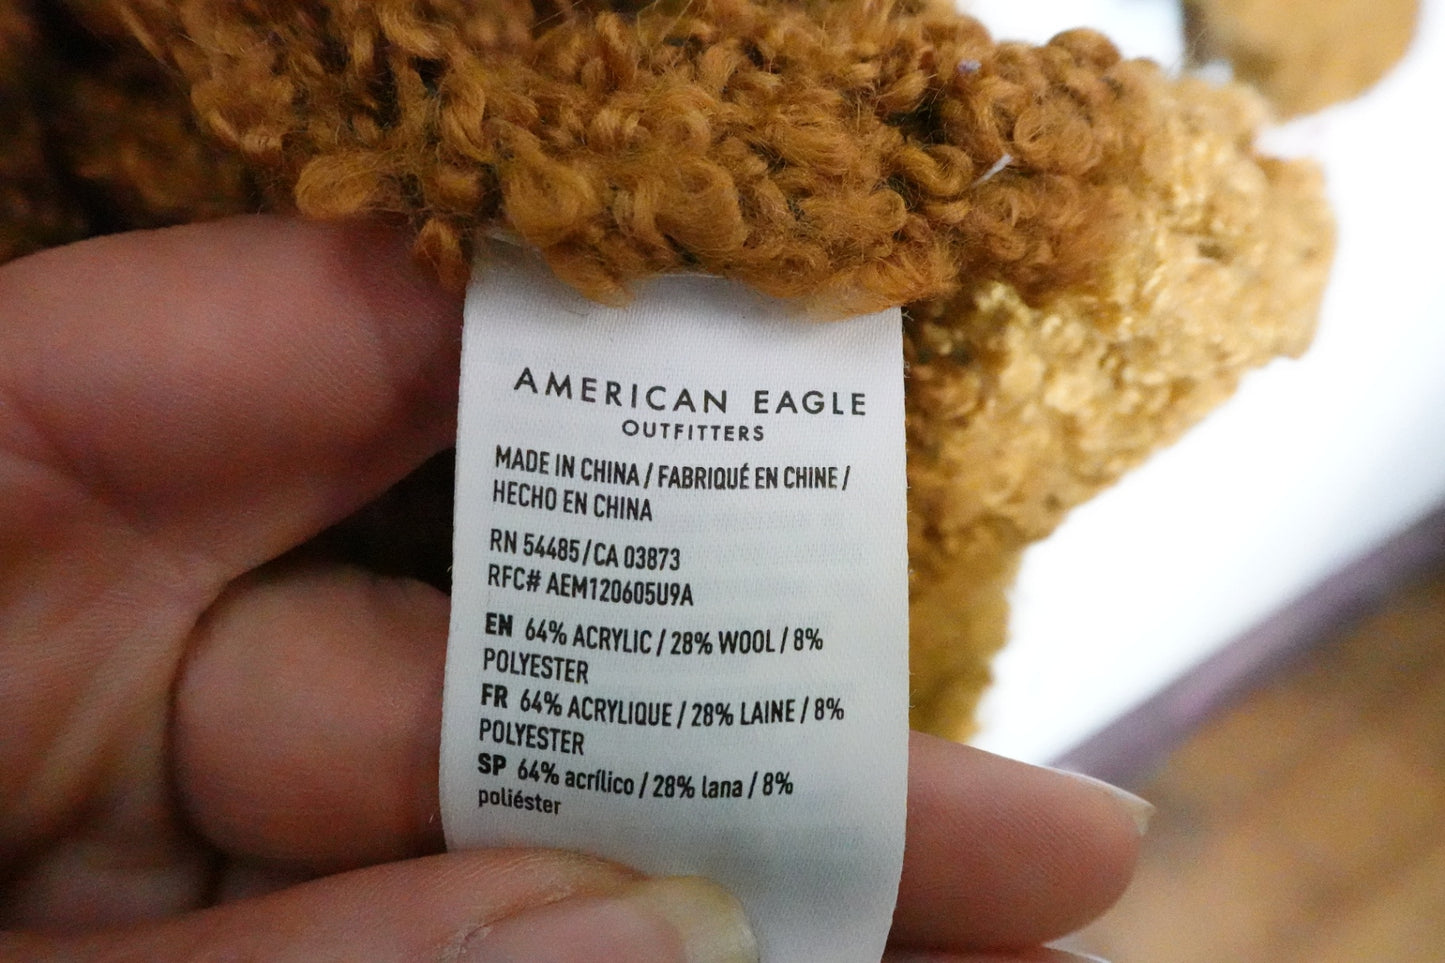 AMERICAN EAGLE
OUTFITTERS
MADE IN CHINA / FABRIQUÉ EN CHINE /
HECHO EN CHINA
RN 54485/CA 03873
RFC# AEM120605U9A
EN 64% ACRYLIC / 28% WOOL / 8%
POLYESTER
FR 64% ACRYLIQUE / 28% LAINE / 8%
POLYESTER
SP 64% acrílico / 28% lana / 8%
poliéster